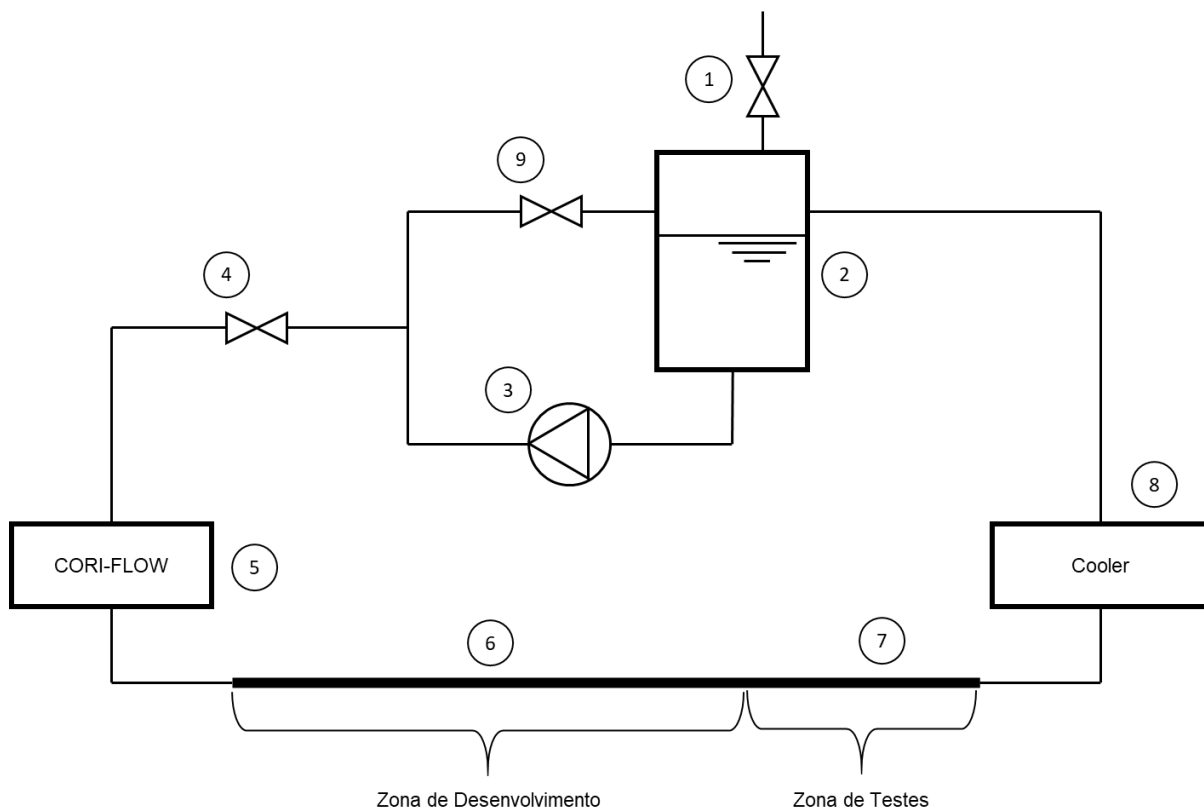 1
9
4
2
3
8
CORI-FLOW
5
Cooler
6
7
Zona de Desenvolvimento
Zona de Testes